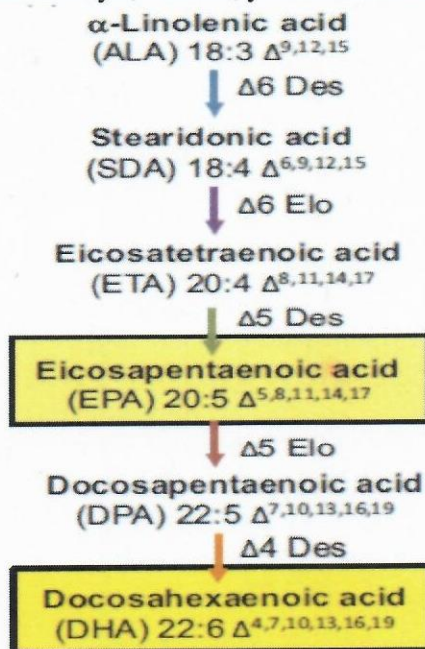 α-Linolenic acid
(ALA) 18:3 Δ9,12,15
Δ6 Des
Stearidonic acid
(SDA) 18:4 Δ6,9,12,15
Δ6 Elo
Eicosatetraenoic acid
(ETA) 20:4 Δ8,11,14,17
Δ5 Des
Eicosapentaenoic acid
(EPA) 20:5 Δ5,8,11,14,17
Δ5 Elo
Docosapentaenoic acid
(DPA) 22:5 Δ7,10,13,16,19
Δ4 Des
Docosahexaenoic acid
(DHA) 22:6 Δ4,7,10,13,16,19